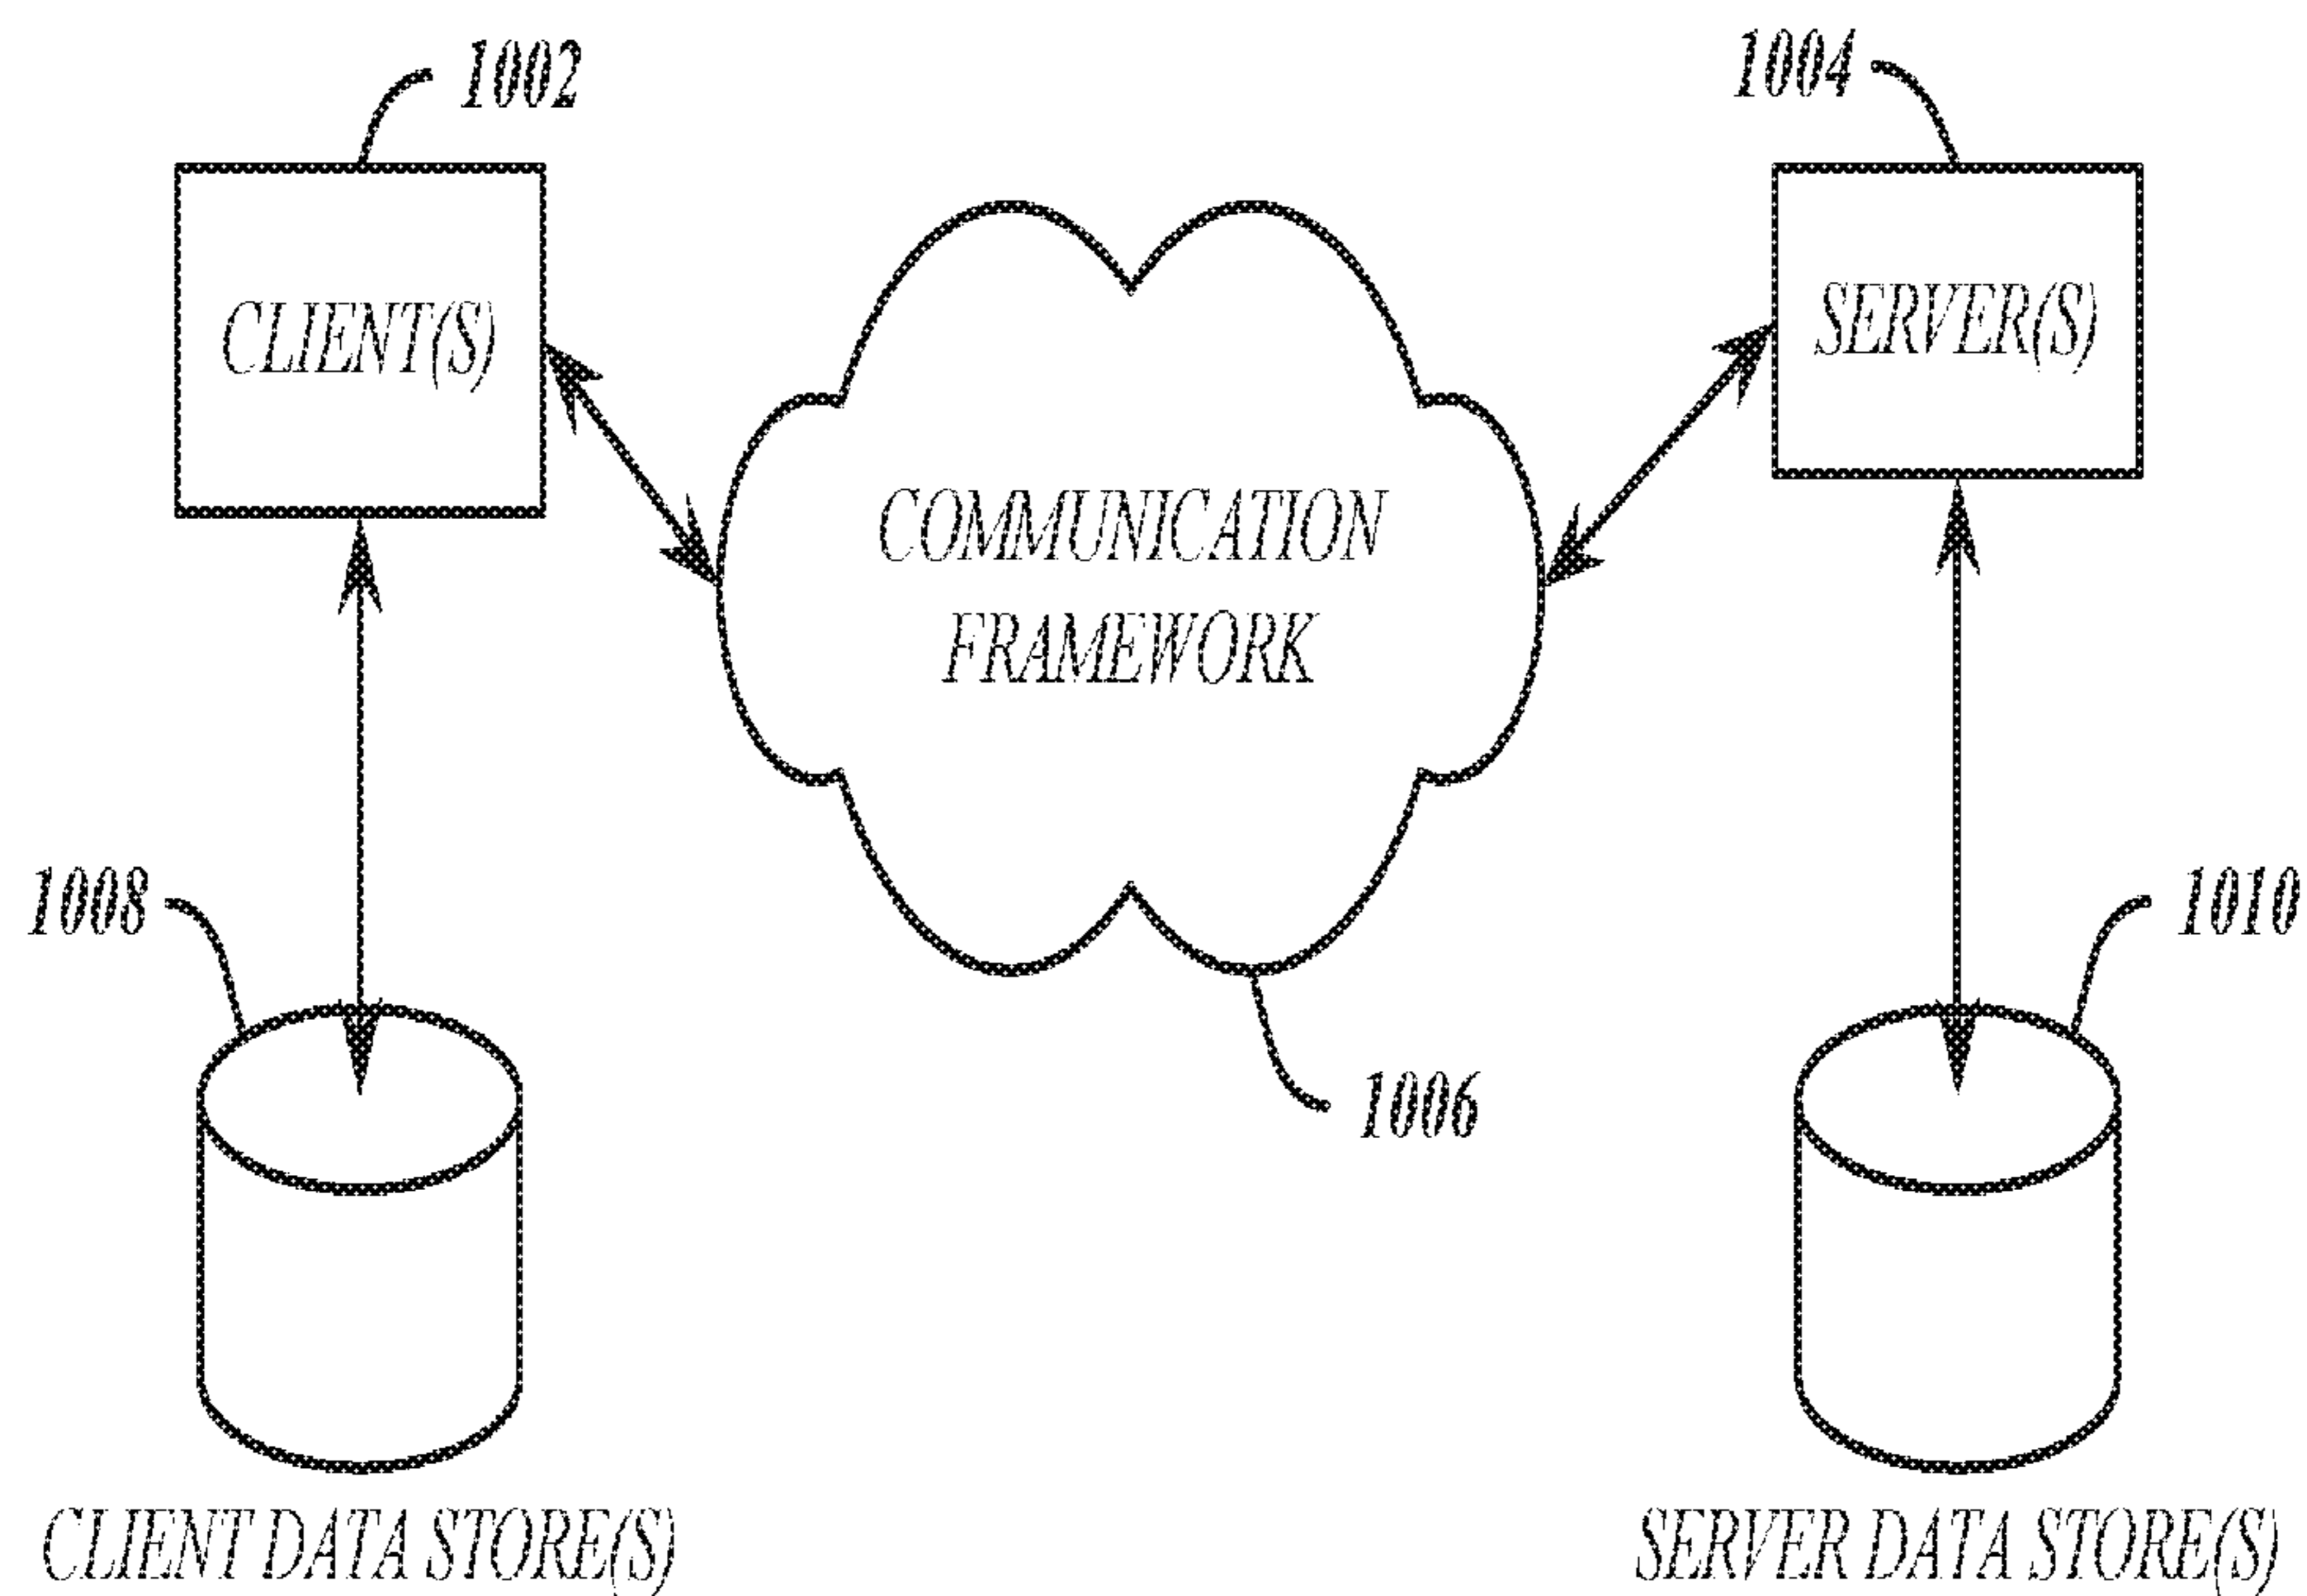 1002
1004
CLIENT(S)
SERVER(S)
COMMUNICATION
FRAMEWORK
1008
1010
1006
CLIENT DATA STORE(S)
SERVER DATA STORE(S)